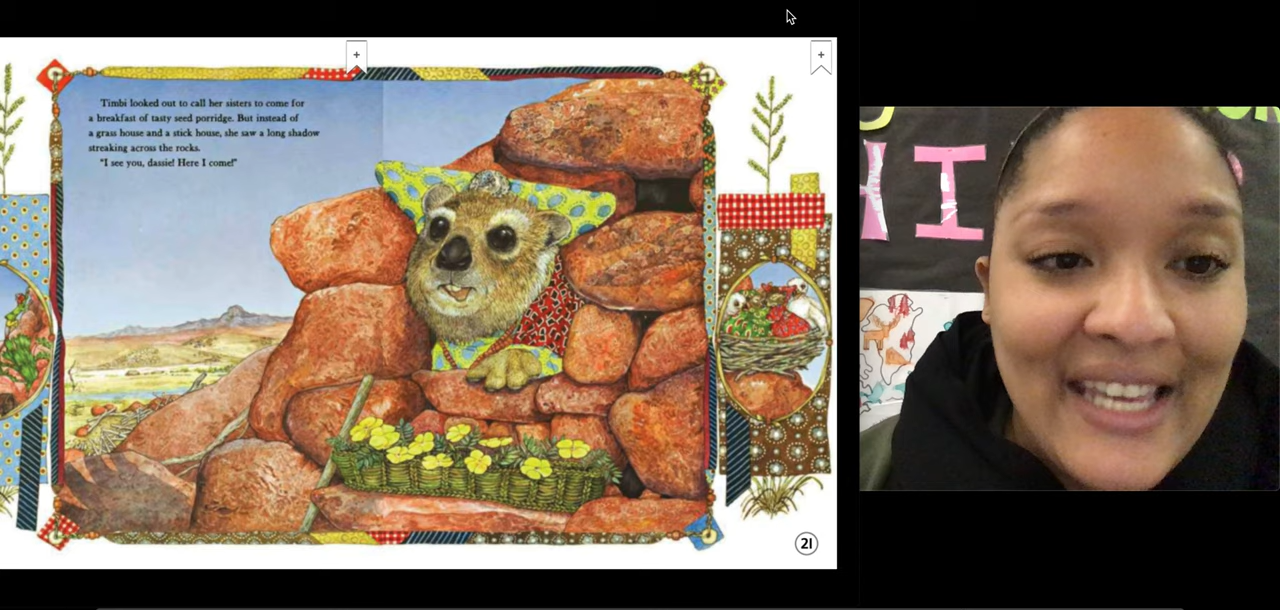 Timbi looked out to call her sisters to come for
a breakfast of tasty seed porridge. But instead of
a grass house and a stick house, she saw a long shadow
streaking across the rocks.
"I see you, dassie! Here I come!"
21
HI